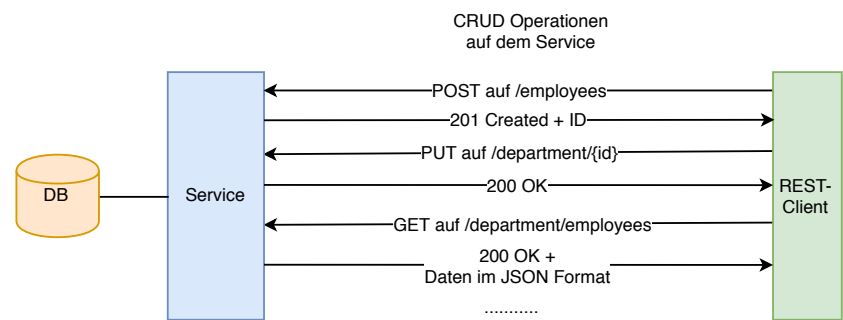 CRUD Operationen
auf dem Service
POST auf /employees
201 Created + ID
PUT auf /department/{id}
DB
Service
200 OK
REST-
Client
GET auf /department/employees
200 OK +
Daten im JSON Format
...........